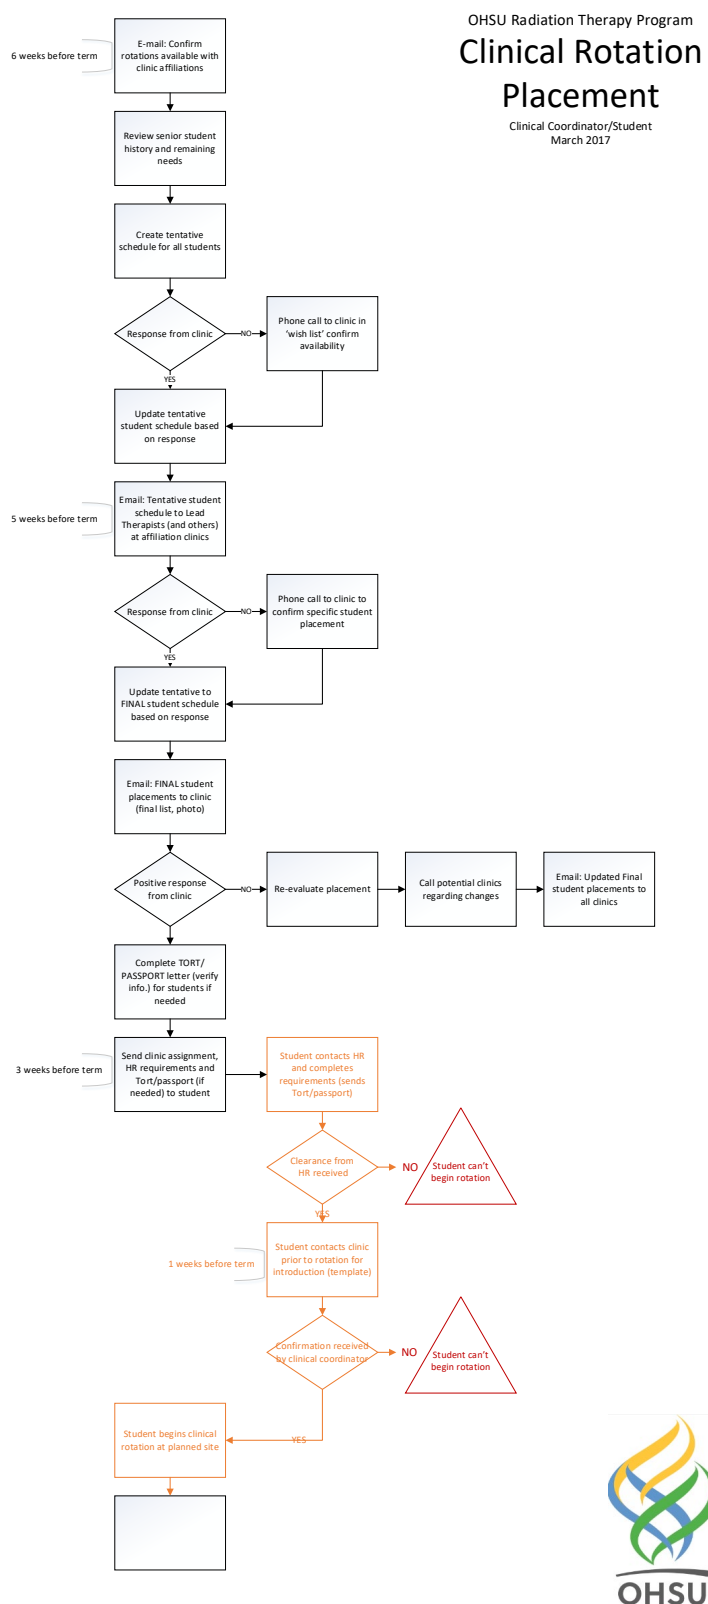 OHSU Radiation Therapy Program
Clinical Rotation
Placement
Clinical Coordinator/Student
March 2017
6 weeks before term
E-mail: Confirm
rotations available with
clinic affiliations
Review senior student
history and remaining
needs
Create tentative
schedule for all students
Response from clinic
NO
Phone call to clinic in
‘wish list’ confirm
availability
YES
Update tentative
student schedule based
on response
5 weeks before term
Email: Tentative student
schedule to Lead
Therapists (and others)
at affiliation clinics
Response from clinic
NO
Phone call to clinic to
confirm specific student
placement
YES
Update tentative to
FINAL student schedule
based on response
Email: FINAL student
placements to clinic
(final list, photo)
Positive response
from clinic
NO
Re-evaluate placement
Call potential clinics
regarding changes
Email: Updated Final
student placements to
all clinics
Complete TORT/
PASSPORT letter (verify
info.) for students if
needed
3 weeks before term
Send clinic assignment,
HR requirements and
Tort/passport (if
needed) to student
Student contacts HR
and completes
requirements (sends
Tort/passport)
Clearance from
HR received
NO
Student can’t
begin rotation
YES
1 weeks before term
Student contacts clinic
prior to rotation for
introduction (template)
Confirmation received
by clinical coordinator
NO
Student can’t
begin rotation
YES
Student begins clinical
rotation at planned site
OHSU